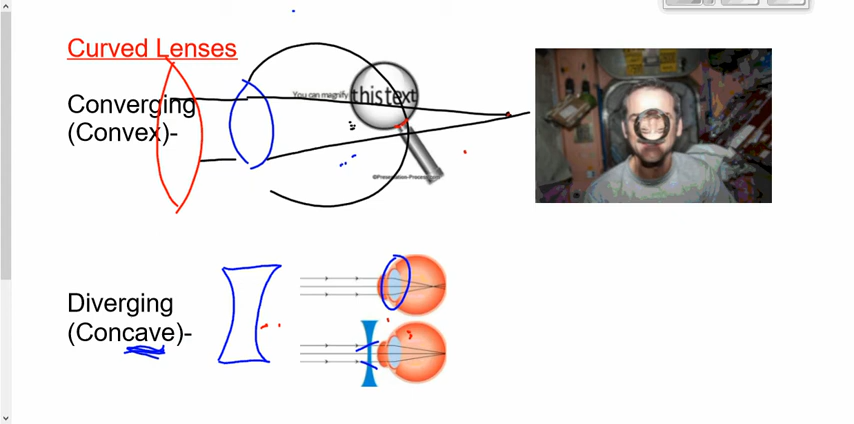 Curved Lenses
Converging
(Convex)-
You can magnify this text
Diverging
(Concave)-